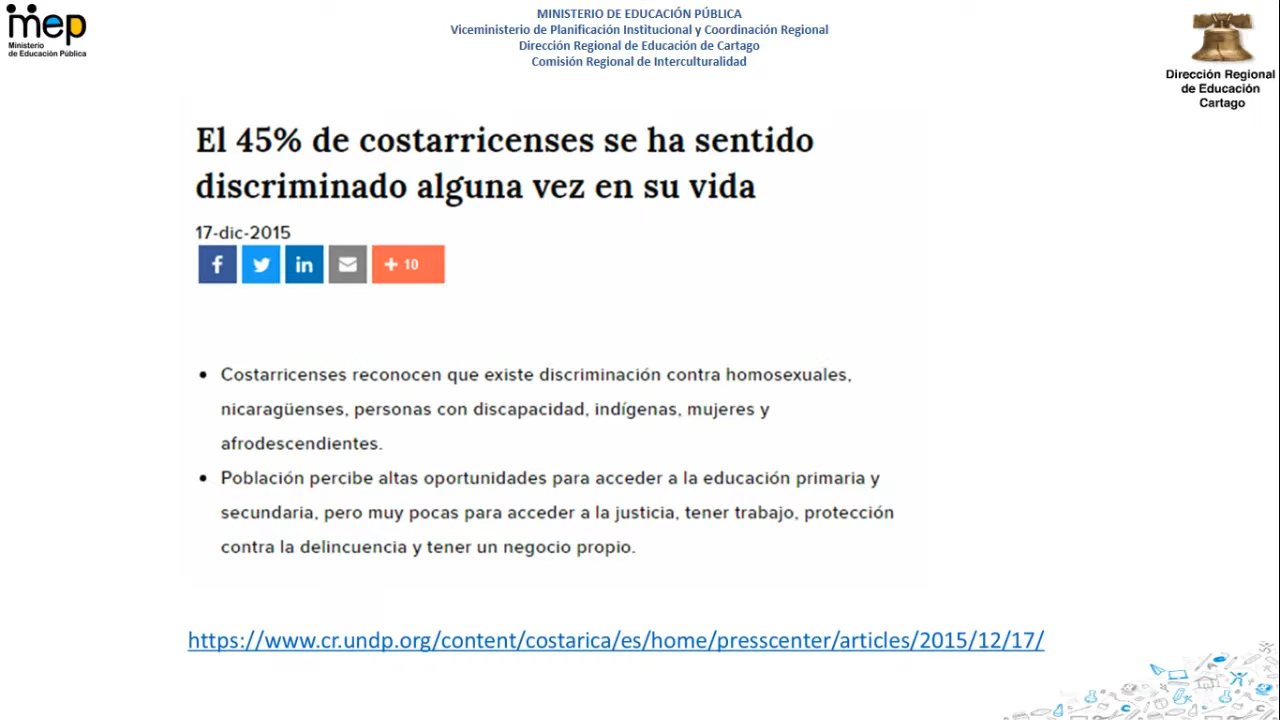 mep
Ministerio
de Educación Pública
MINISTERIO DE EDUCACIÓN PÚBLICA
Viceministerio de Planificación Institucional y Coordinación Regional
Dirección Regional de Educación de Cartago
Comisión Regional de Interculturalidad
Dirección Regional
de Educación
Cartago
El 45% de costarricenses se ha sentido
discriminado alguna vez en su vida
17-dic-2015
+ 10
• Costarricenses reconocen que existe discriminación contra homosexuales,
nicaragüenses, personas con discapacidad, indígenas, mujeres y
afrodescendientes.
• Población percibe altas oportunidades para acceder a la educación primaria y
secundaria, pero muy pocas para acceder a la justicia, tener trabajo, protección
contra la delincuencia y tener un negocio propio.
https://www.cr.undp.org/content/costarica/es/home/presscenter/articles/2015/12/17/